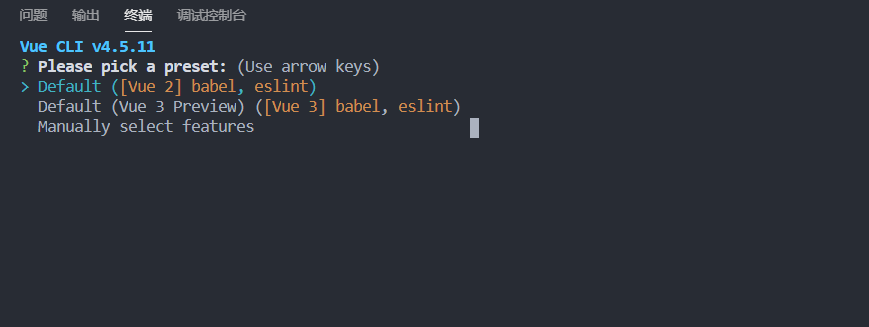 问题 输出 终端 调试控制台
Vue CLI v4.5.11
? Please pick a preset: (Use arrow keys)
> Default ([Vue 2] babel, eslint)
Default (Vue 3 Preview) ([Vue 3] babel, eslint)
Manually select features